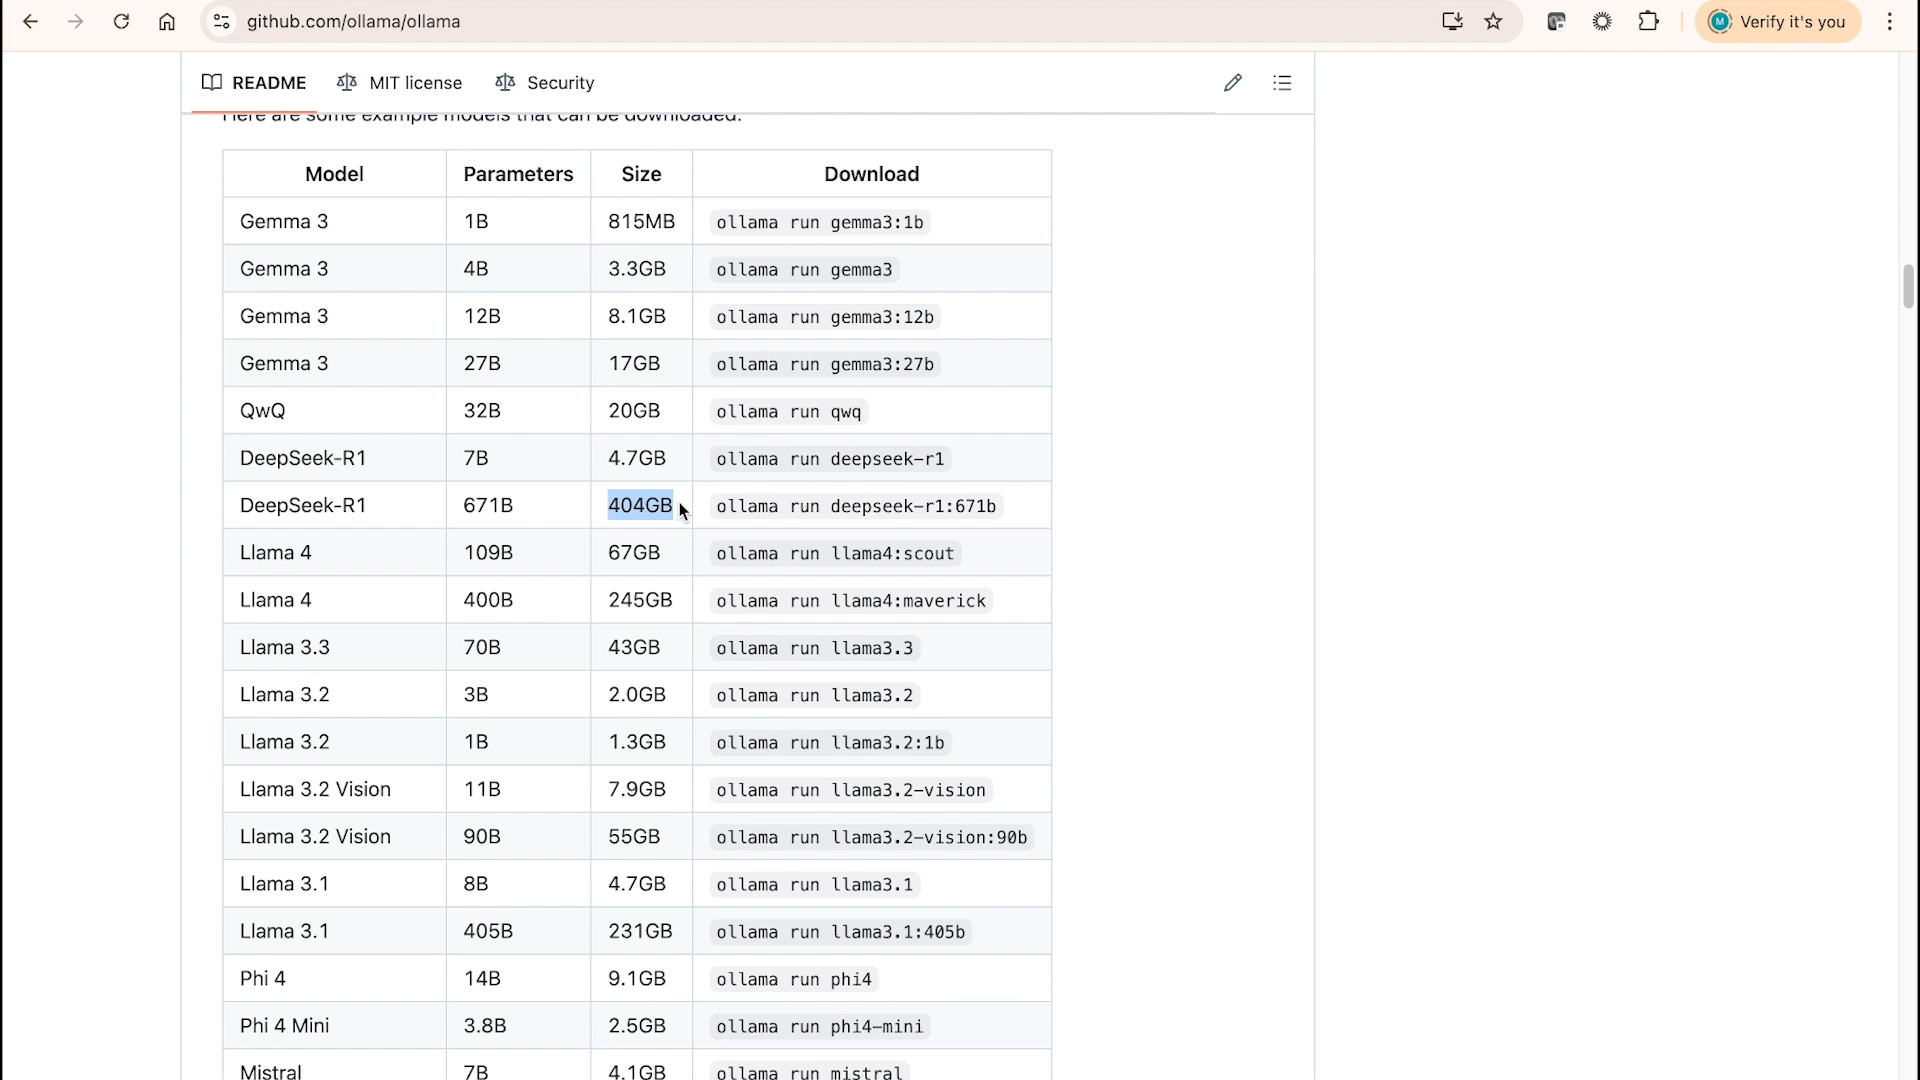 github.com/ollama/ollama
M Verify it's you
README MIT license Security
Here are some example models that can be downloaded:
Model Parameters Size Download
Gemma 3 1B 815MB ollama run gemma3:1b
Gemma 3 4B 3.3GB ollama run gemma3
Gemma 3 12B 8.1GB ollama run gemma3:12b
Gemma 3 27B 17GB ollama run gemma3:27b
QwQ 32B 20GB ollama run qwq
DeepSeek-R1 7B 4.7GB ollama run deepseek-r1
DeepSeek-R1 671B 404GB ollama run deepseek-r1:671b
Llama 4 109B 67GB ollama run llama4:scout
Llama 4 400B 245GB ollama run llama4:maverick
Llama 3.3 70B 43GB ollama run llama3.3
Llama 3.2 3B 2.0GB ollama run llama3.2
Llama 3.2 1B 1.3GB ollama run llama3.2:1b
Llama 3.2 Vision 11B 7.9GB ollama run llama3.2-vision
Llama 3.2 Vision 90B 55GB ollama run llama3.2-vision:90b
Llama 3.1 8B 4.7GB ollama run llama3.1
Llama 3.1 405B 231GB ollama run llama3.1:405b
Phi 4 14B 9.1GB ollama run phi4
Phi 4 Mini 3.8B 2.5GB ollama run phi4-mini
Mistral 7B 4.1GB ollama run mistral